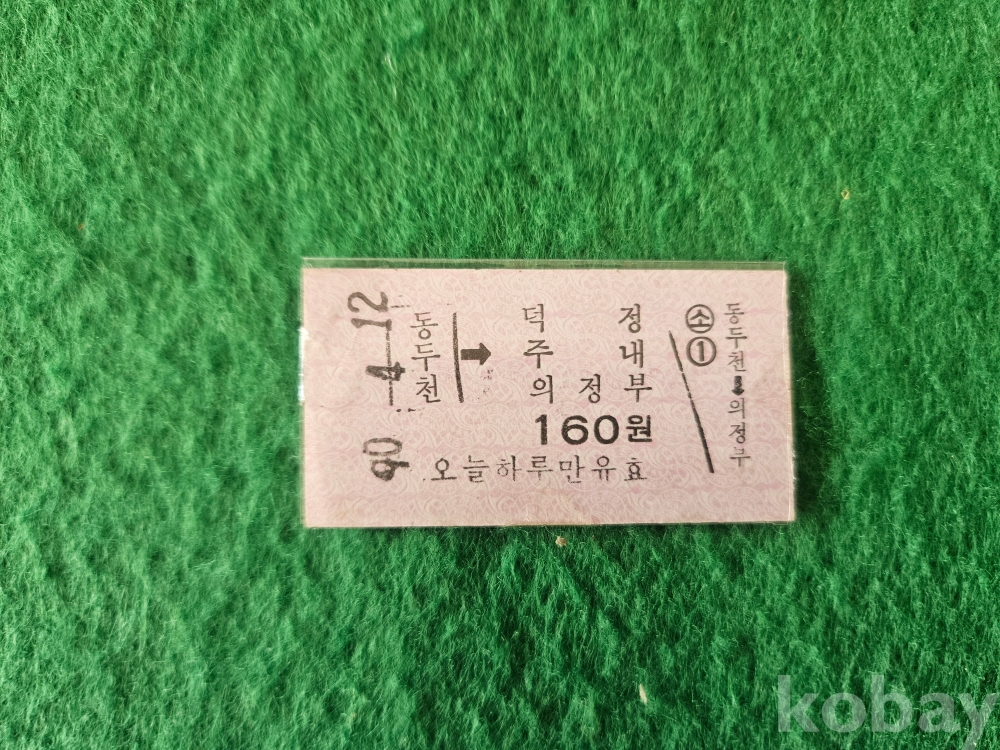 90-4-12
동두천
→
덕정
주내
의정부
160원
오늘하루만유효
㉦
①
동두천
의정부
kobay